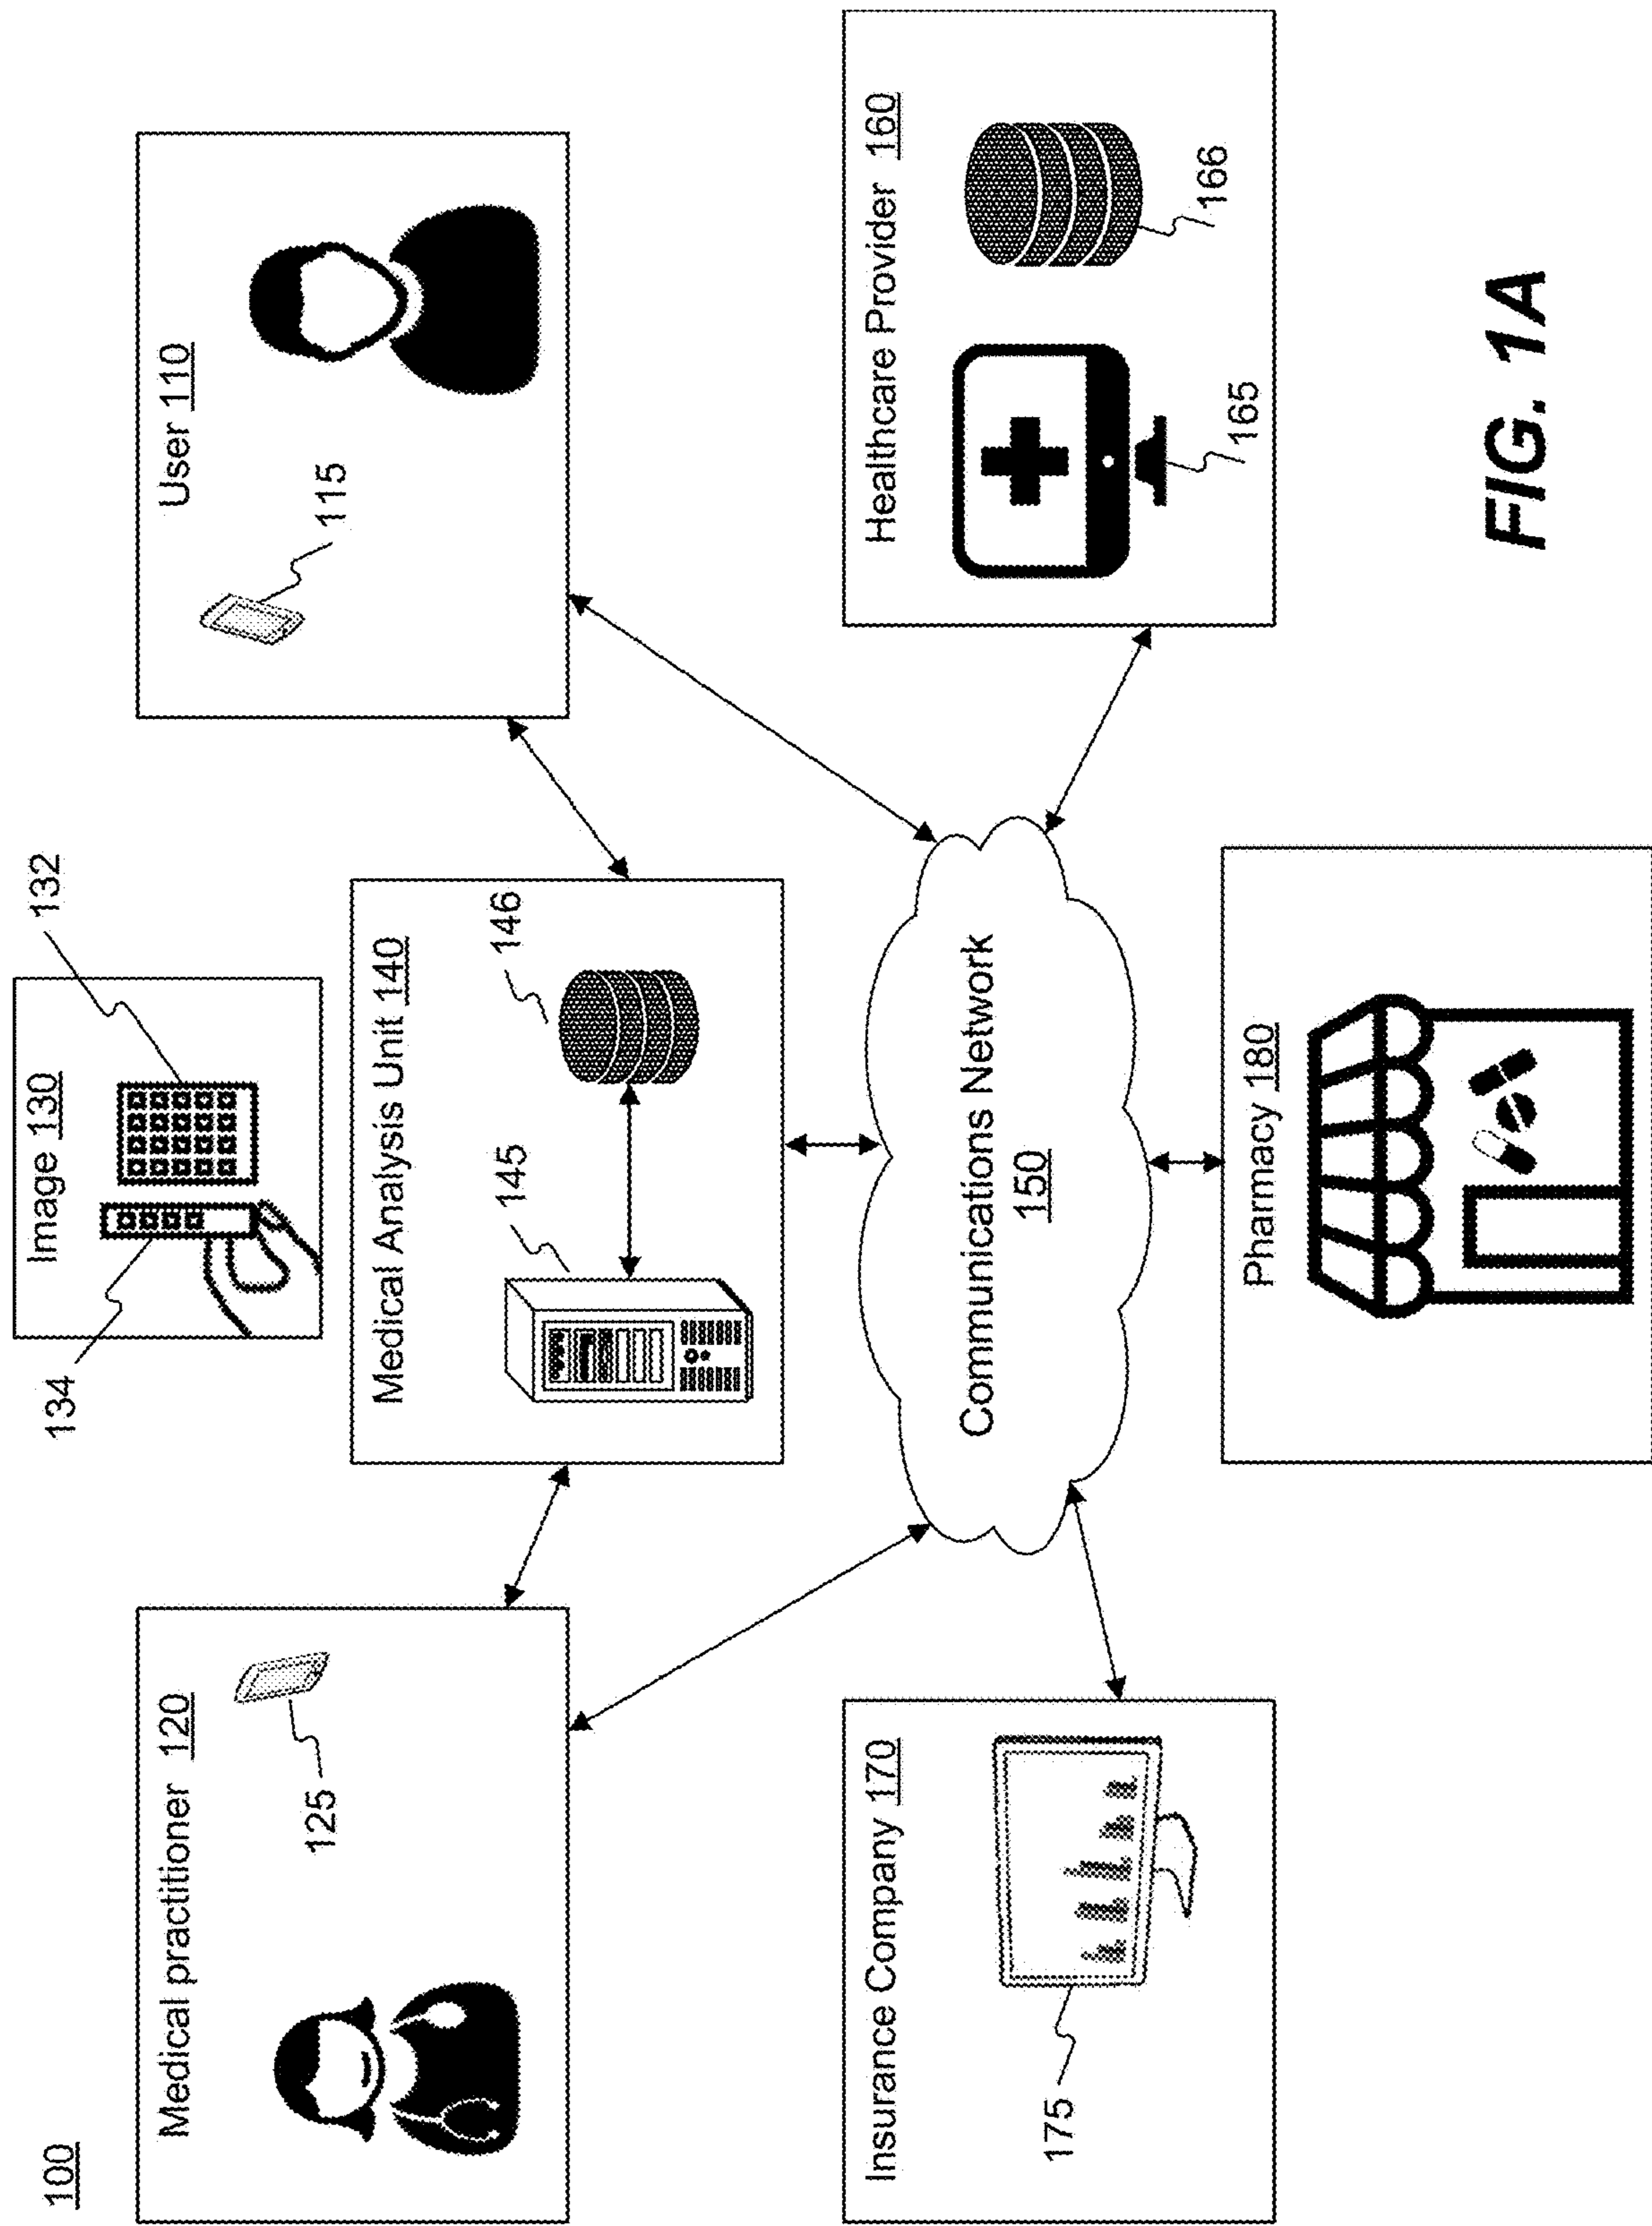 100
134
132
Image 130
Medical practitioner 120
125
Medical Analysis Unit 140
145
146
User 110
115
Communications Network
150
Insurance Company 170
175
Pharmacy 180
Healthcare Provider 160
165
166
FIG. 1A